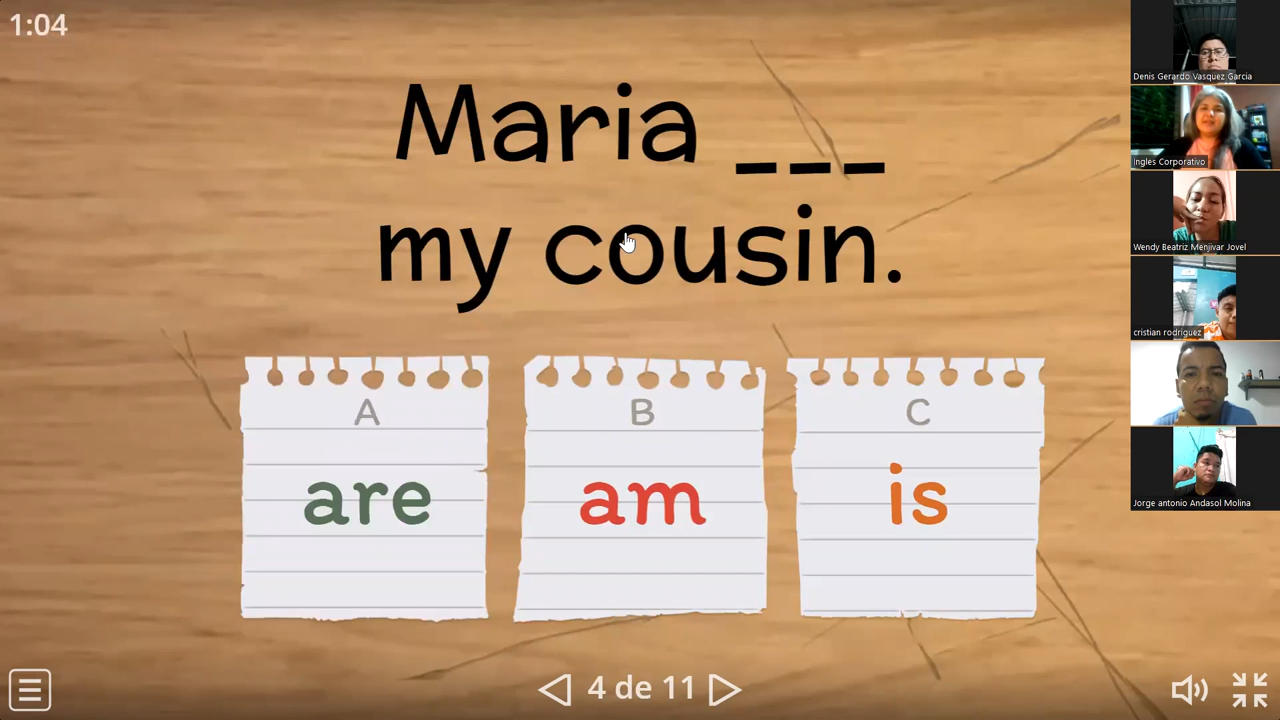 1:04
Maria ___
my cousin.
A
are
B
am
C
is
4 de 11
Denis Gerardo Vasquez Garcia
Ingles Corporativo
Wendy Beatriz Menjivar Jovel
cristian rodriguez
Jorge antonio Andasol Molina